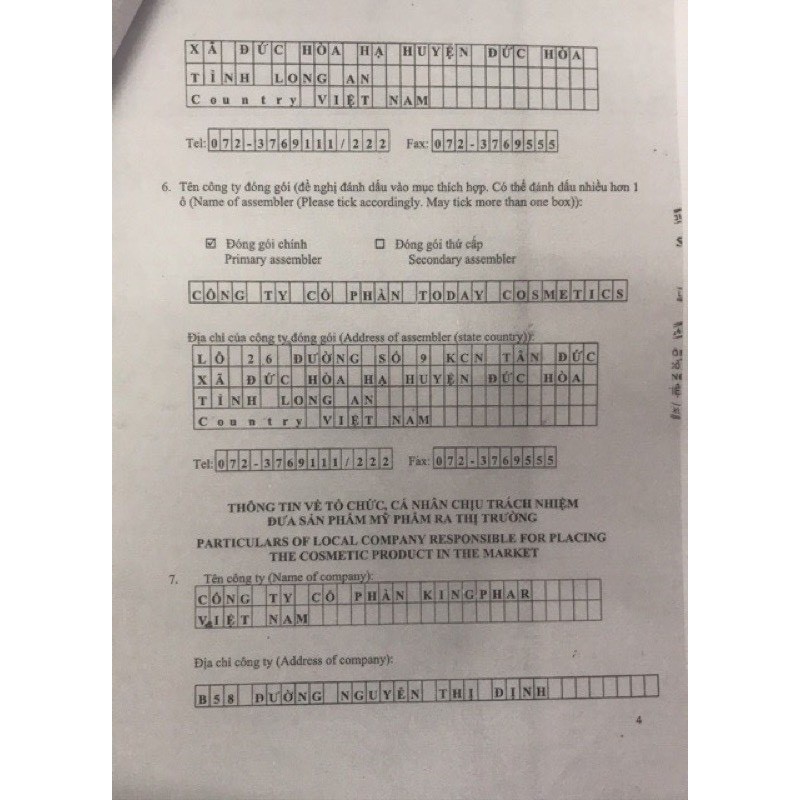 XÃ ĐỨC HÒA HẠ HUYỆN ĐỨC HÒA
TỈNH LONG AN
Country VIỆT NAM
Tel: 072-3769111/222 Fax: 072-3769555
6. Tên công ty đóng gói (đề nghị đánh dấu vào mục thích hợp. Có thể đánh dấu nhiều hơn 1
ô (Name of assembler (Please tick accordingly. May tick more than one box)):
☑ Đóng gói chính ☐ Đóng gói thứ cấp
Primary assembler Secondary assembler
CÔNG TY CỔ PHẦN TODAY COSMETICS
Địa chỉ của công ty đóng gói (Address of assembler (state country)):
LÔ 26 ĐƯỜNG SỐ 9 KCN TÂN ĐỨC
XÃ ĐỨC HÒA HẠ HUYỆN ĐỨC HÒA
TỈNH LONG AN
Country VIỆT NAM
Tel: 072-3769111/222 Fax: 072-3769555
THÔNG TIN VỀ TỔ CHỨC, CÁ NHÂN CHỊU TRÁCH NHIỆM
ĐƯA SẢN PHẨM MỸ PHẨM RA THỊ TRƯỜNG
PARTICULARS OF LOCAL COMPANY RESPONSIBLE FOR PLACING
THE COSMETIC PRODUCT IN THE MARKET
7. Tên công ty (Name of company):
CÔNG TY CỔ PHẦN KINGPHAR
VIỆT NAM
Địa chỉ công ty (Address of company):
B58 ĐƯỜNG NGUYỄN THỊ ĐỊNH
4